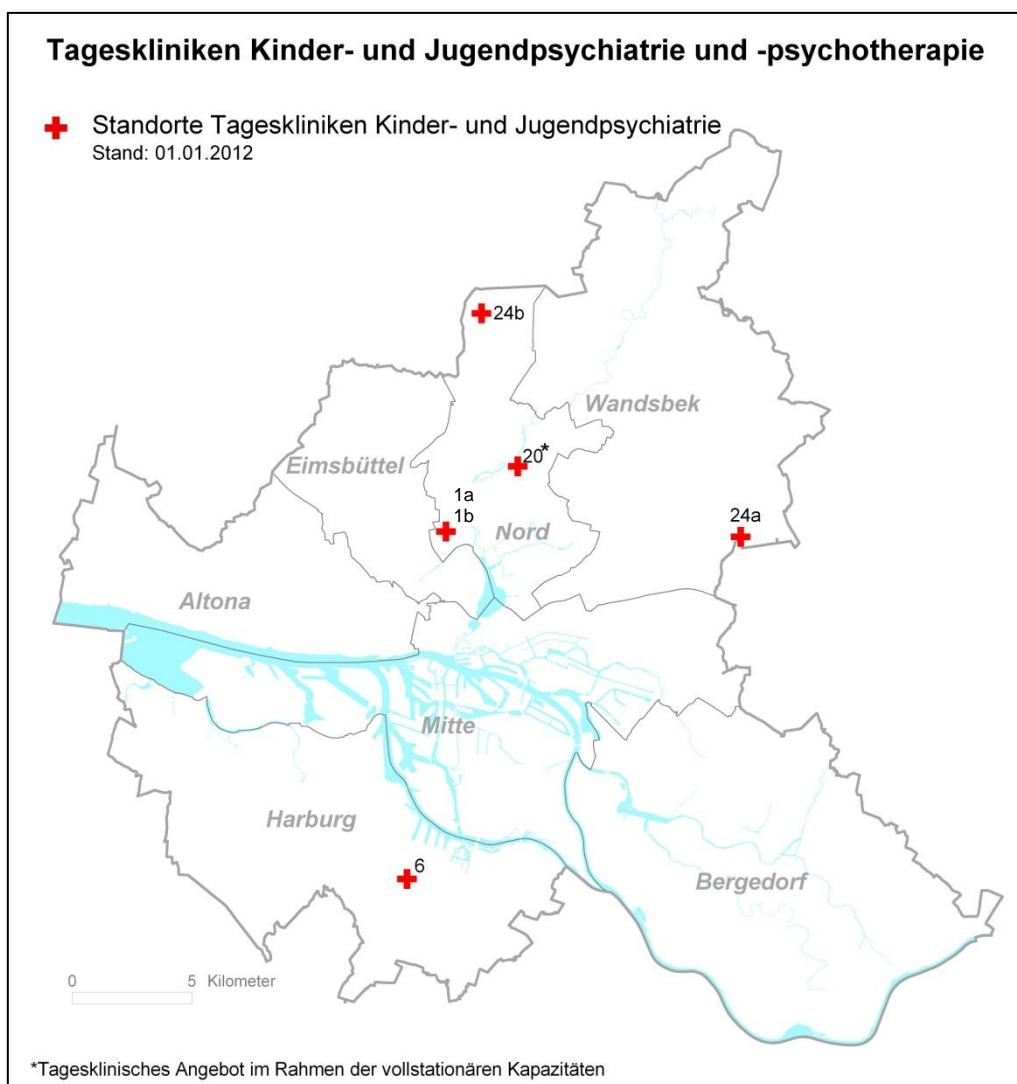 Tageskliniken Kinder- und Jugendpsychiatrie und -psychotherapie
Standorte Tageskliniken Kinder- und Jugendpsychiatrie
Stand: 01.01.2012
24b
Wandsbek
Eimsbüttel
20*
1a
1b
Nord
24a
Altona
Mitte
Harburg
6
Bergedorf
0 5 Kilometer
*Tagesklinisches Angebot im Rahmen der vollstationären Kapazitäten